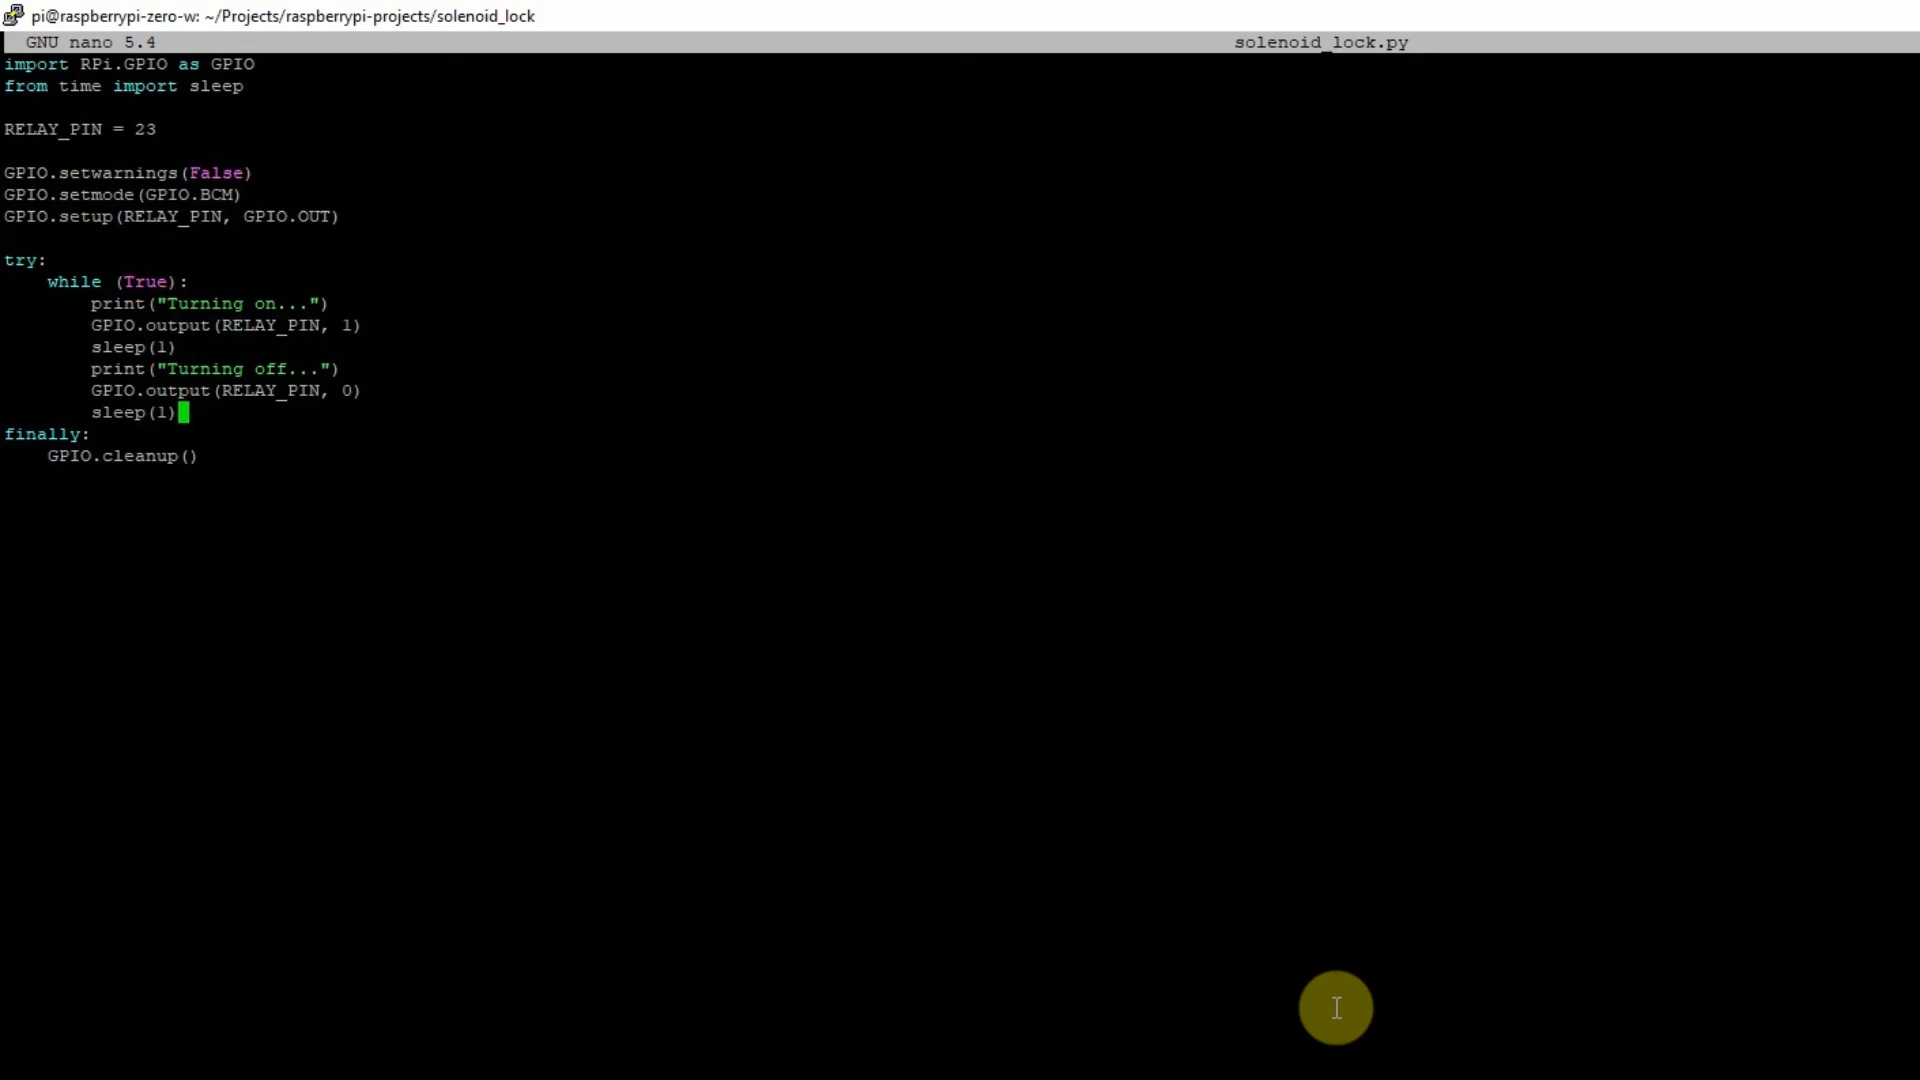 pi@raspberrypi-zero-w: ~/Projects/raspberrypi-projects/solenoid_lock
GNU nano 5.4 solenoid_lock.py
import RPi.GPIO as GPIO
from time import sleep

RELAY_PIN = 23

GPIO.setwarnings(False)
GPIO.setmode(GPIO.BCM)
GPIO.setup(RELAY_PIN, GPIO.OUT)

try:
    while (True):
        print("Turning on...")
        GPIO.output(RELAY_PIN, 1)
        sleep(1)
        print("Turning off...")
        GPIO.output(RELAY_PIN, 0)
        sleep(1)
finally:
    GPIO.cleanup()